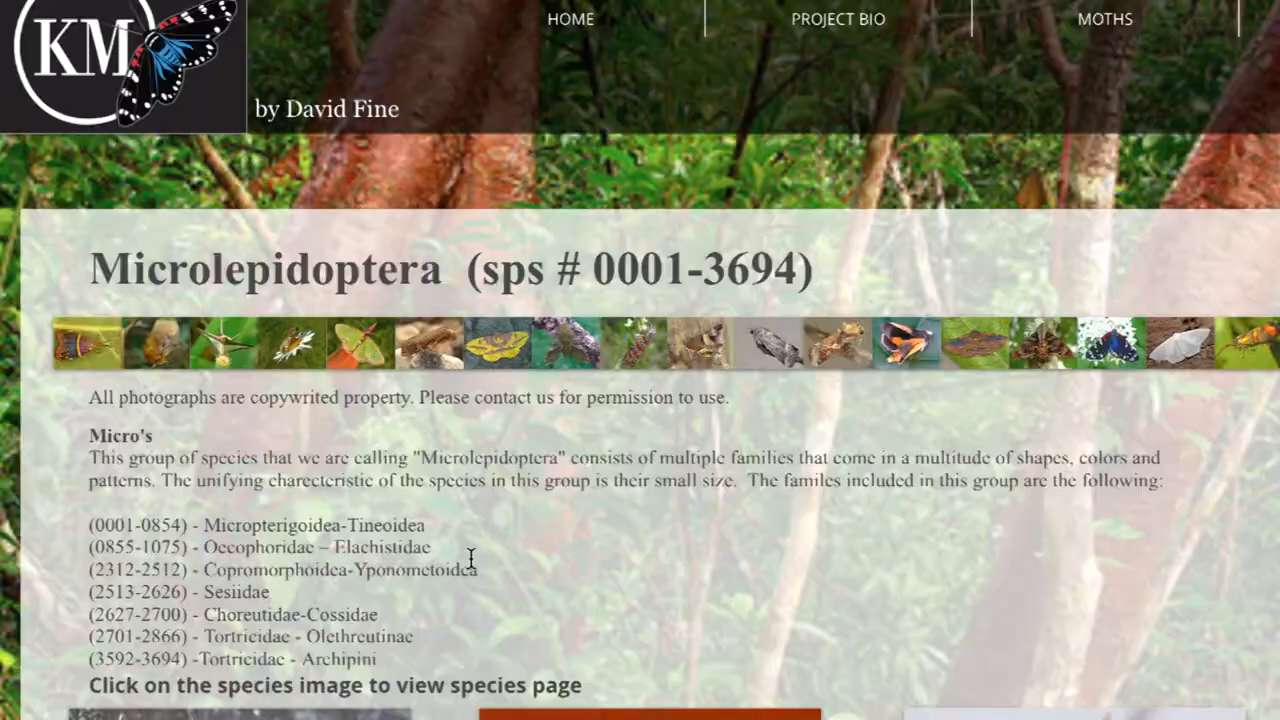 KM
HOME
PROJECT BIO
MOTHS
by David Fine
Microlepidoptera (sps # 0001-3694)
All photographs are copywrited property. Please contact us for permission to use.
Micro's
This group of species that we are calling "Microlepidoptera" consists of multiple families that come in a multitude of shapes, colors and
patterns. The unifying charecteristic of the species in this group is their small size. The familes included in this group are the following:
(0001-0854) - Micropterigoidea-Tineoidea
(0855-1075) - Oecophoridae – Elachistidae
(2312-2512) - Copromorphoidea-Yponometoidea
(2513-2626) - Sesiidae
(2627-2700) - Choreutidae-Cossidae
(2701-2866) - Tortricidae - Olethreutinae
(3592-3694) -Tortricidae - Archipini
Click on the species image to view species page